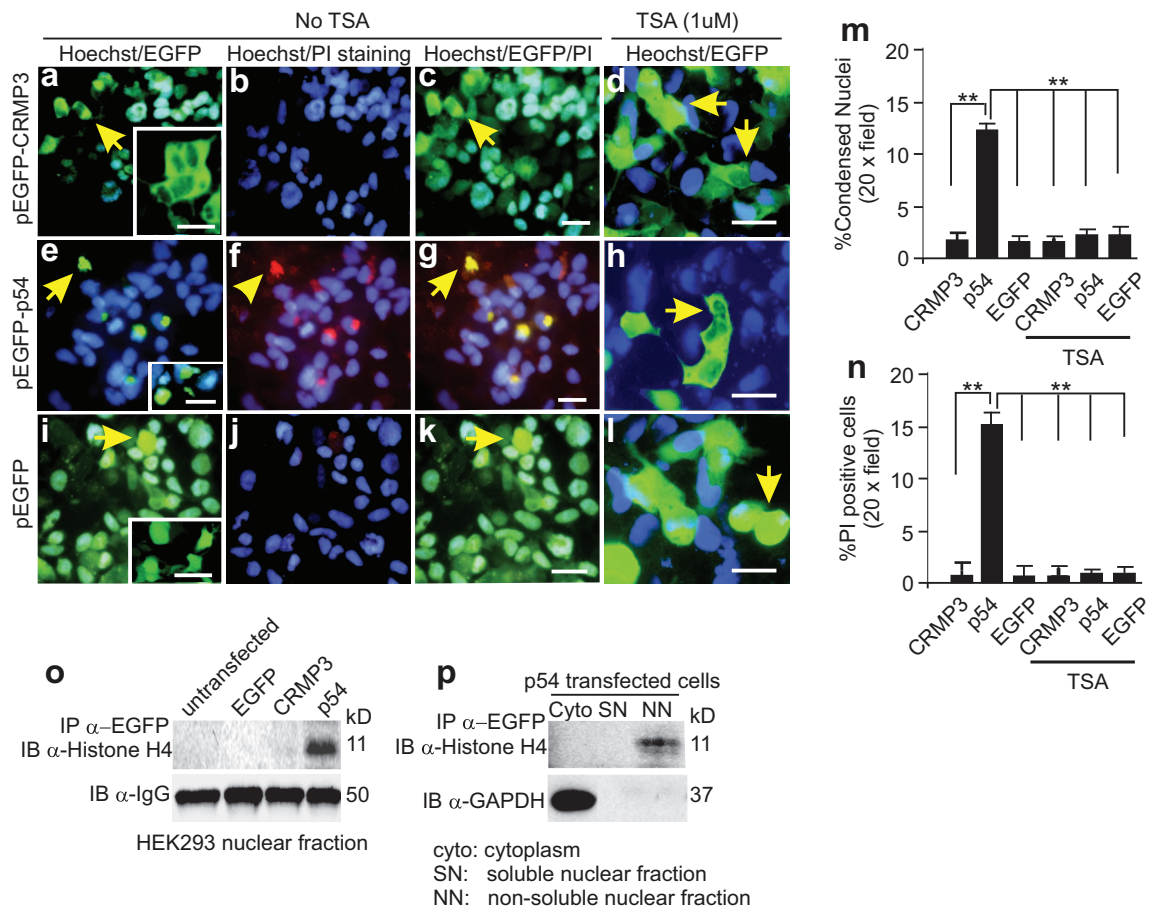 No TSA
TSA (1uM)
Hoechst/EGFP
Hoechst/PI staining
Hoechst/EGFP/PI
Heochst/EGFP
pEGFP-CRMP3
a
b
c
d
pEGFP-p54
e
f
g
h
pEGFP
i
j
k
l
m
%Condensed Nuclei
(20 x field)
20
15
10
5
0
**
**
CRMP3
p54
EGFP
CRMP3
p54
EGFP
TSA
n
%PI positive cells
(20 x field)
20
15
10
5
0
**
**
CRMP3
p54
EGFP
CRMP3
p54
EGFP
TSA
o
untransfected
EGFP
CRMP3
p54
kD
IP α-EGFP
IB α-Histone H4
11
IB α-IgG
50
HEK293 nuclear fraction
p
p54 transfected cells
Cyto SN NN
kD
IP α–EGFP
IB α-Histone H4
11
IB α-GAPDH
37
cyto: cytoplasm
SN: soluble nuclear fraction
NN: non-soluble nuclear fraction